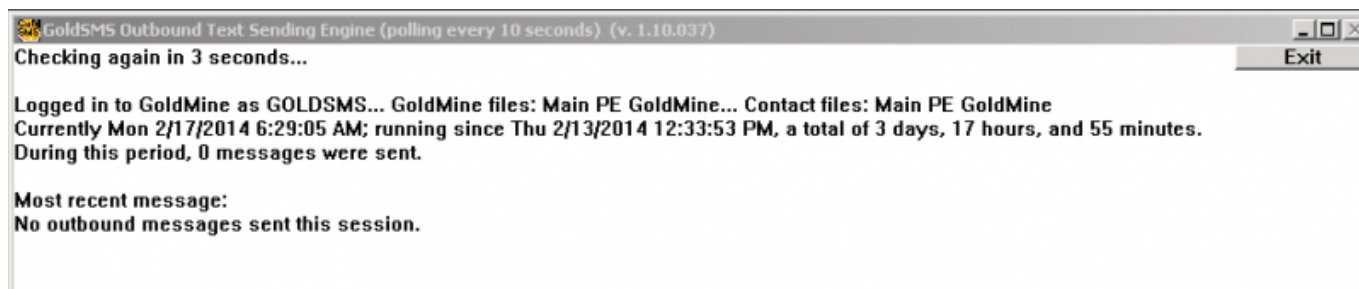 GoldSMS Outbound Text Sending Engine (polling every 10 seconds) (v. 1.10.037)
Checking again in 3 seconds...
Exit
Logged in to GoldMine as GOLDSMS... GoldMine files: Main PE GoldMine... Contact files: Main PE GoldMine
Currently Mon 2/17/2014 6:29:05 AM; running since Thu 2/13/2014 12:33:53 PM, a total of 3 days, 17 hours, and 55 minutes.
During this period, 0 messages were sent.
Most recent message:
No outbound messages sent this session.